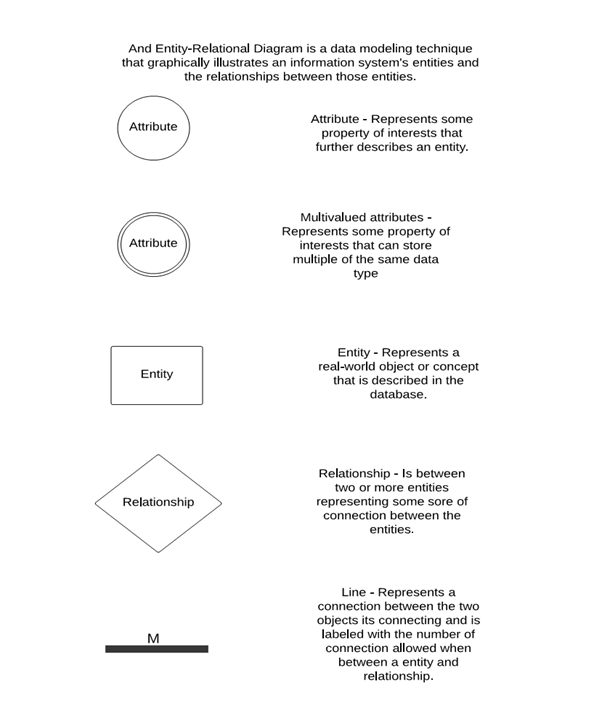 And Entity-Relational Diagram is a data modeling technique
that graphically illustrates an information system's entities and
the relationships between those entities.
Attribute
Attribute - Represents some
property of interests that
further describes an entity.
Attribute
Multivalued attributes -
Represents some property of
interests that can store
multiple of the same data
type
Entity
Entity - Represents a
real-world object or concept
that is described in the
database.
Relationship
Relationship - Is between
two or more entities
representing some sore of
connection between the
entities.
M
Line - Represents a
connection between the two
objects its connecting and is
labeled with the number of
connection allowed when
between a entity and
relationship.